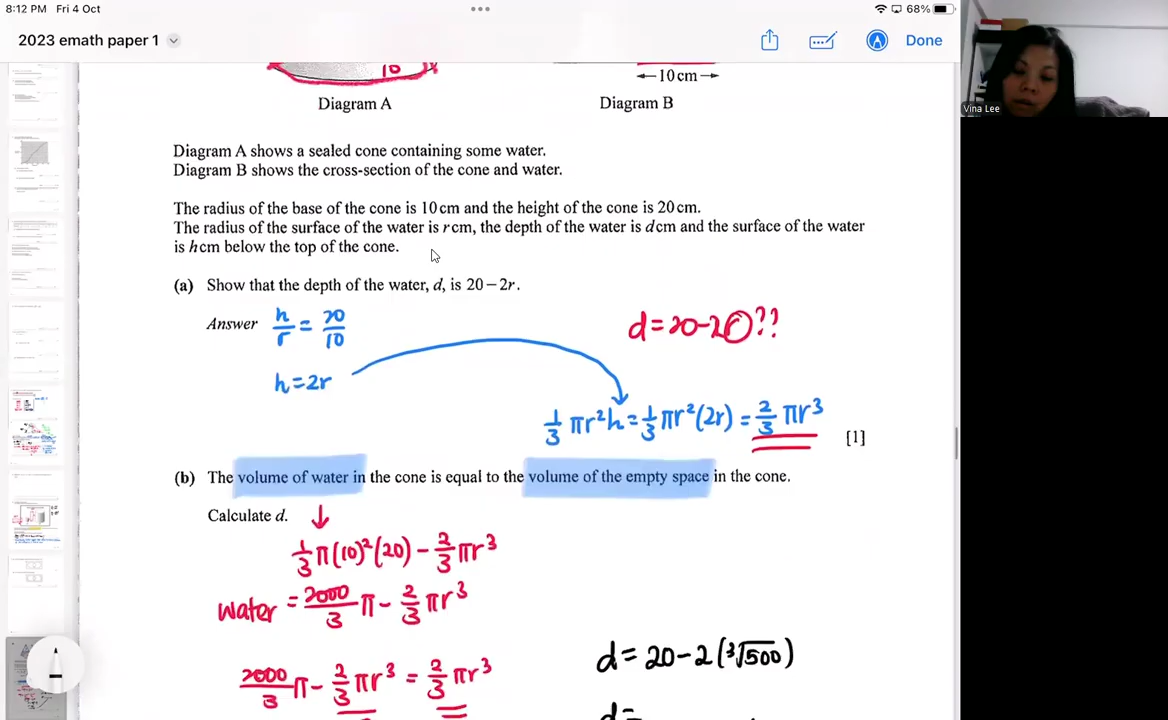 8:12 PM Fri 4 Oct
68%
2023 emath paper 1
Done
Vina Lee
10
10 cm
Diagram A
Diagram B
Diagram A shows a sealed cone containing some water.
Diagram B shows the cross-section of the cone and water.
The radius of the base of the cone is 10 cm and the height of the cone is 20 cm.
The radius of the surface of the water is r cm, the depth of the water is d cm and the surface of the water
is h cm below the top of the cone.
(a) Show that the depth of the water, d, is 20 – 2r.
Answer h/r = 20/10
d = 20-2r??
h = 2r
1/3 πr²h = 1/3 πr²(2r) = 2/3 πr³
[1]
(b) The volume of water in the cone is equal to the volume of the empty space in the cone.
Calculate d.
1/3 π(10)²(20) - 2/3 πr³
water = 2000/3 π - 2/3 πr³
d = 20-2(³√500)
2000/3 π - 2/3 πr³ = 2/3 πr³
d=